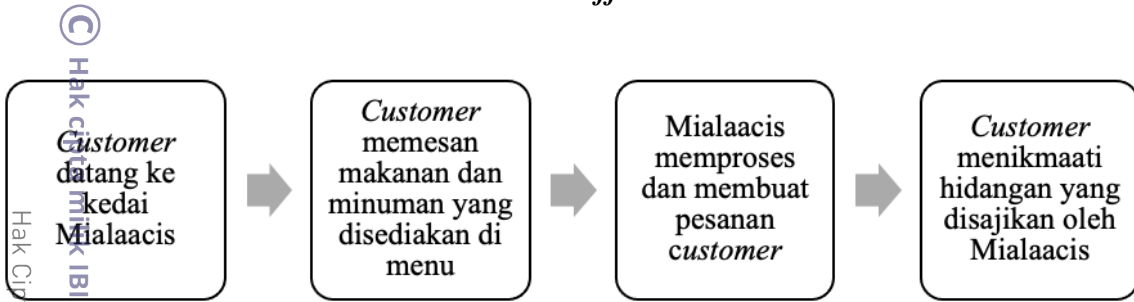 Customer
datang ke
kedai
Mialaacis
Customer
memesan
makanan dan
minuman yang
disediakan di
menu
Mialaacis
memproses
dan membuat
pesanan
customer
Customer
menikmaati
hidangan yang
disajikan oleh
Mialaacis
© Hak cipta milik IBI
Hak Cip